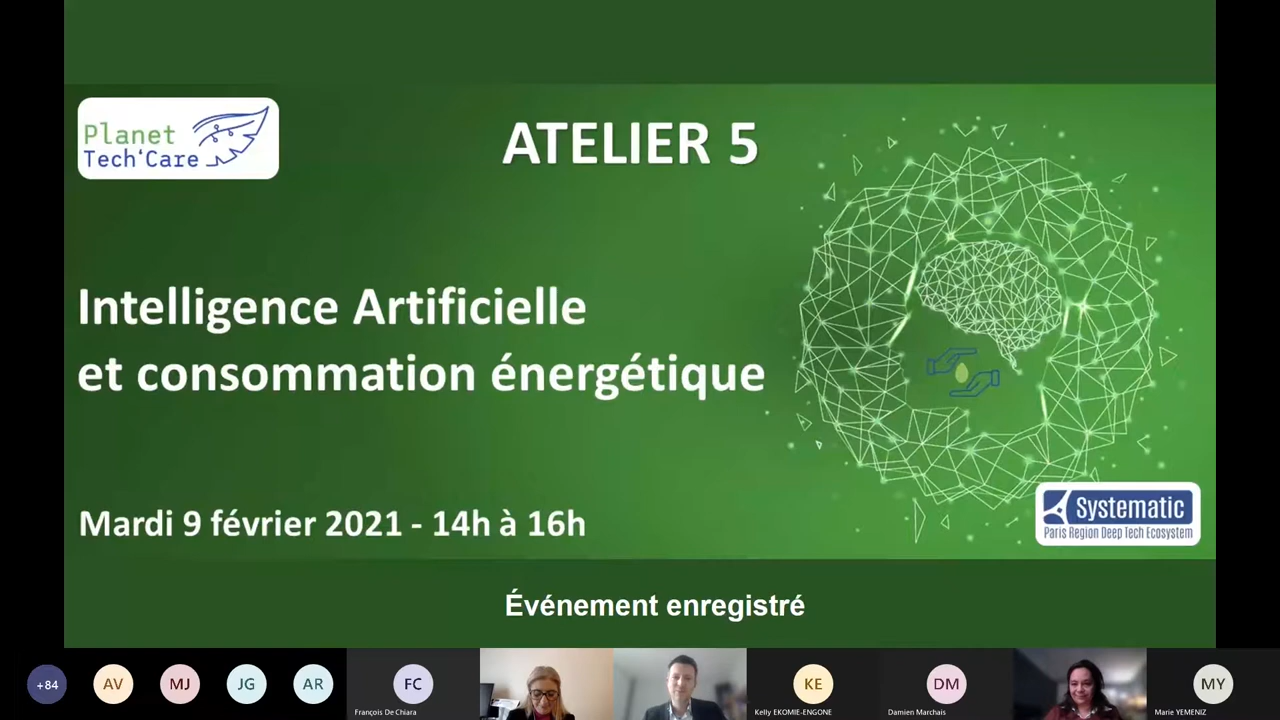 Planet
Tech'Care
ATELIER 5
Intelligence Artificielle
et consommation énergétique
Mardi 9 février 2021 - 14h à 16h
Systematic
Paris Region Deep Tech Ecosystem
Événement enregistré
+84
AV
MJ
JG
AR
FC
François De Chiara
KE
Kelly EKOMIE-ENGONE
DM
Damien Marchais
MY
Marie YEMENIZ